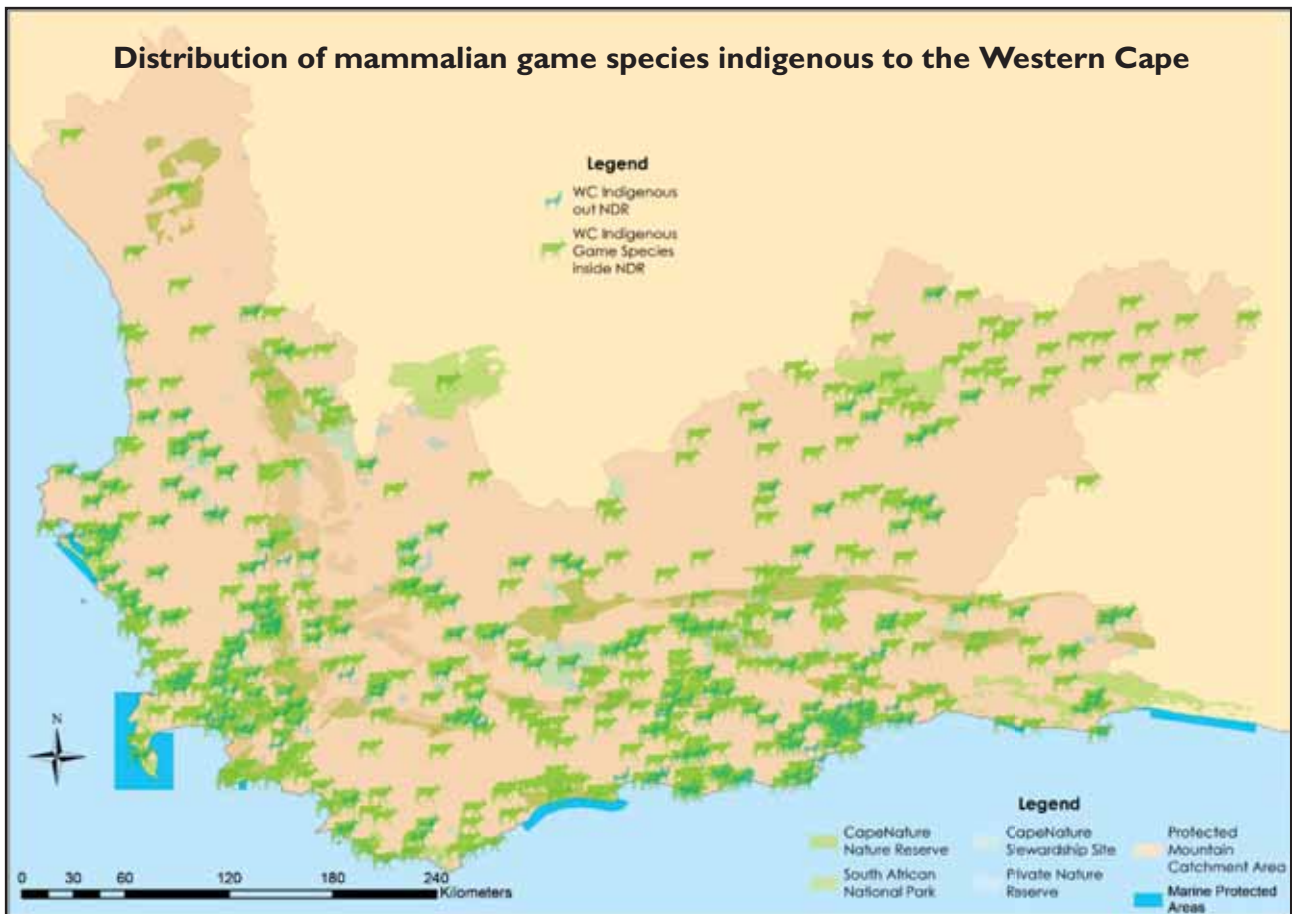 Distribution of mammalian game species indigenous to the Western Cape
Legend
WC Indigenous
out NDR
WC Indigenous
Game Species
inside NDR
N
0 30 60 120 180 240
Kilometers
Legend
CapeNature
Nature Reserve
South African
National Park
CapeNature
Stewardship Site
Private Nature
Reserve
Protected
Mountain
Catchment Area
Marine Protected
Areas